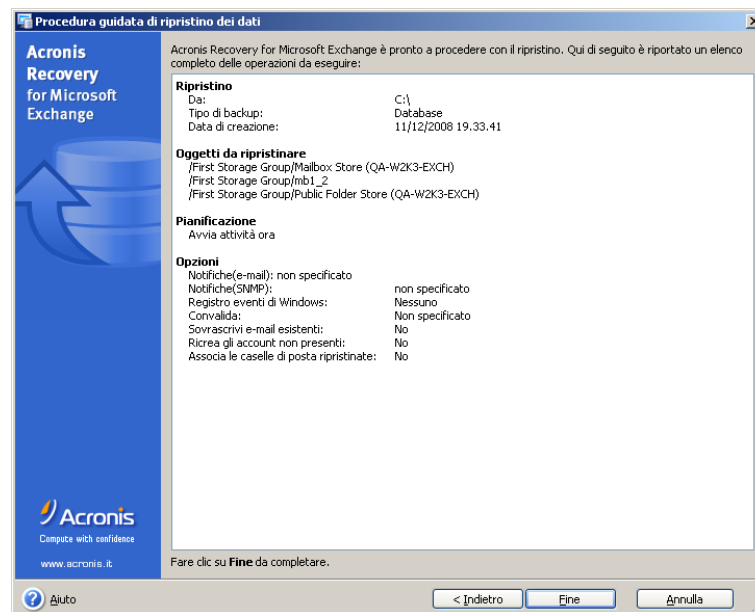 Procedura guidata di ripristino dei dati
Acronis
Recovery
for Microsoft
Exchange
Acronis Recovery for Microsoft Exchange è pronto a procedere con il ripristino. Qui di seguito è riportato un elenco
completo delle operazioni da eseguire:
Ripristino
Da: C:\
Tipo di backup: Database
Data di creazione: 11/12/2008 19.33.41
Oggetti da ripristinare
/First Storage Group/Mailbox Store (QA-W2K3-EXCH)
/First Storage Group/mb1_2
/First Storage Group/Public Folder Store (QA-W2K3-EXCH)
Pianificazione
Avvia attività ora
Opzioni
Notifiche(e-mail): non specificato
Notifiche(SNMP): non specificato
Registro eventi di Windows: Nessuno
Convalida: Non specificato
Sovrascrivi e-mail esistenti: No
Ricrea gli account non presenti: No
Associa le caselle di posta ripristinate: No
Acronis
Compute with confidence
www.acronis.it
Fare clic su Fine da completare.
Aiuto
< Indietro
Fine
Annulla